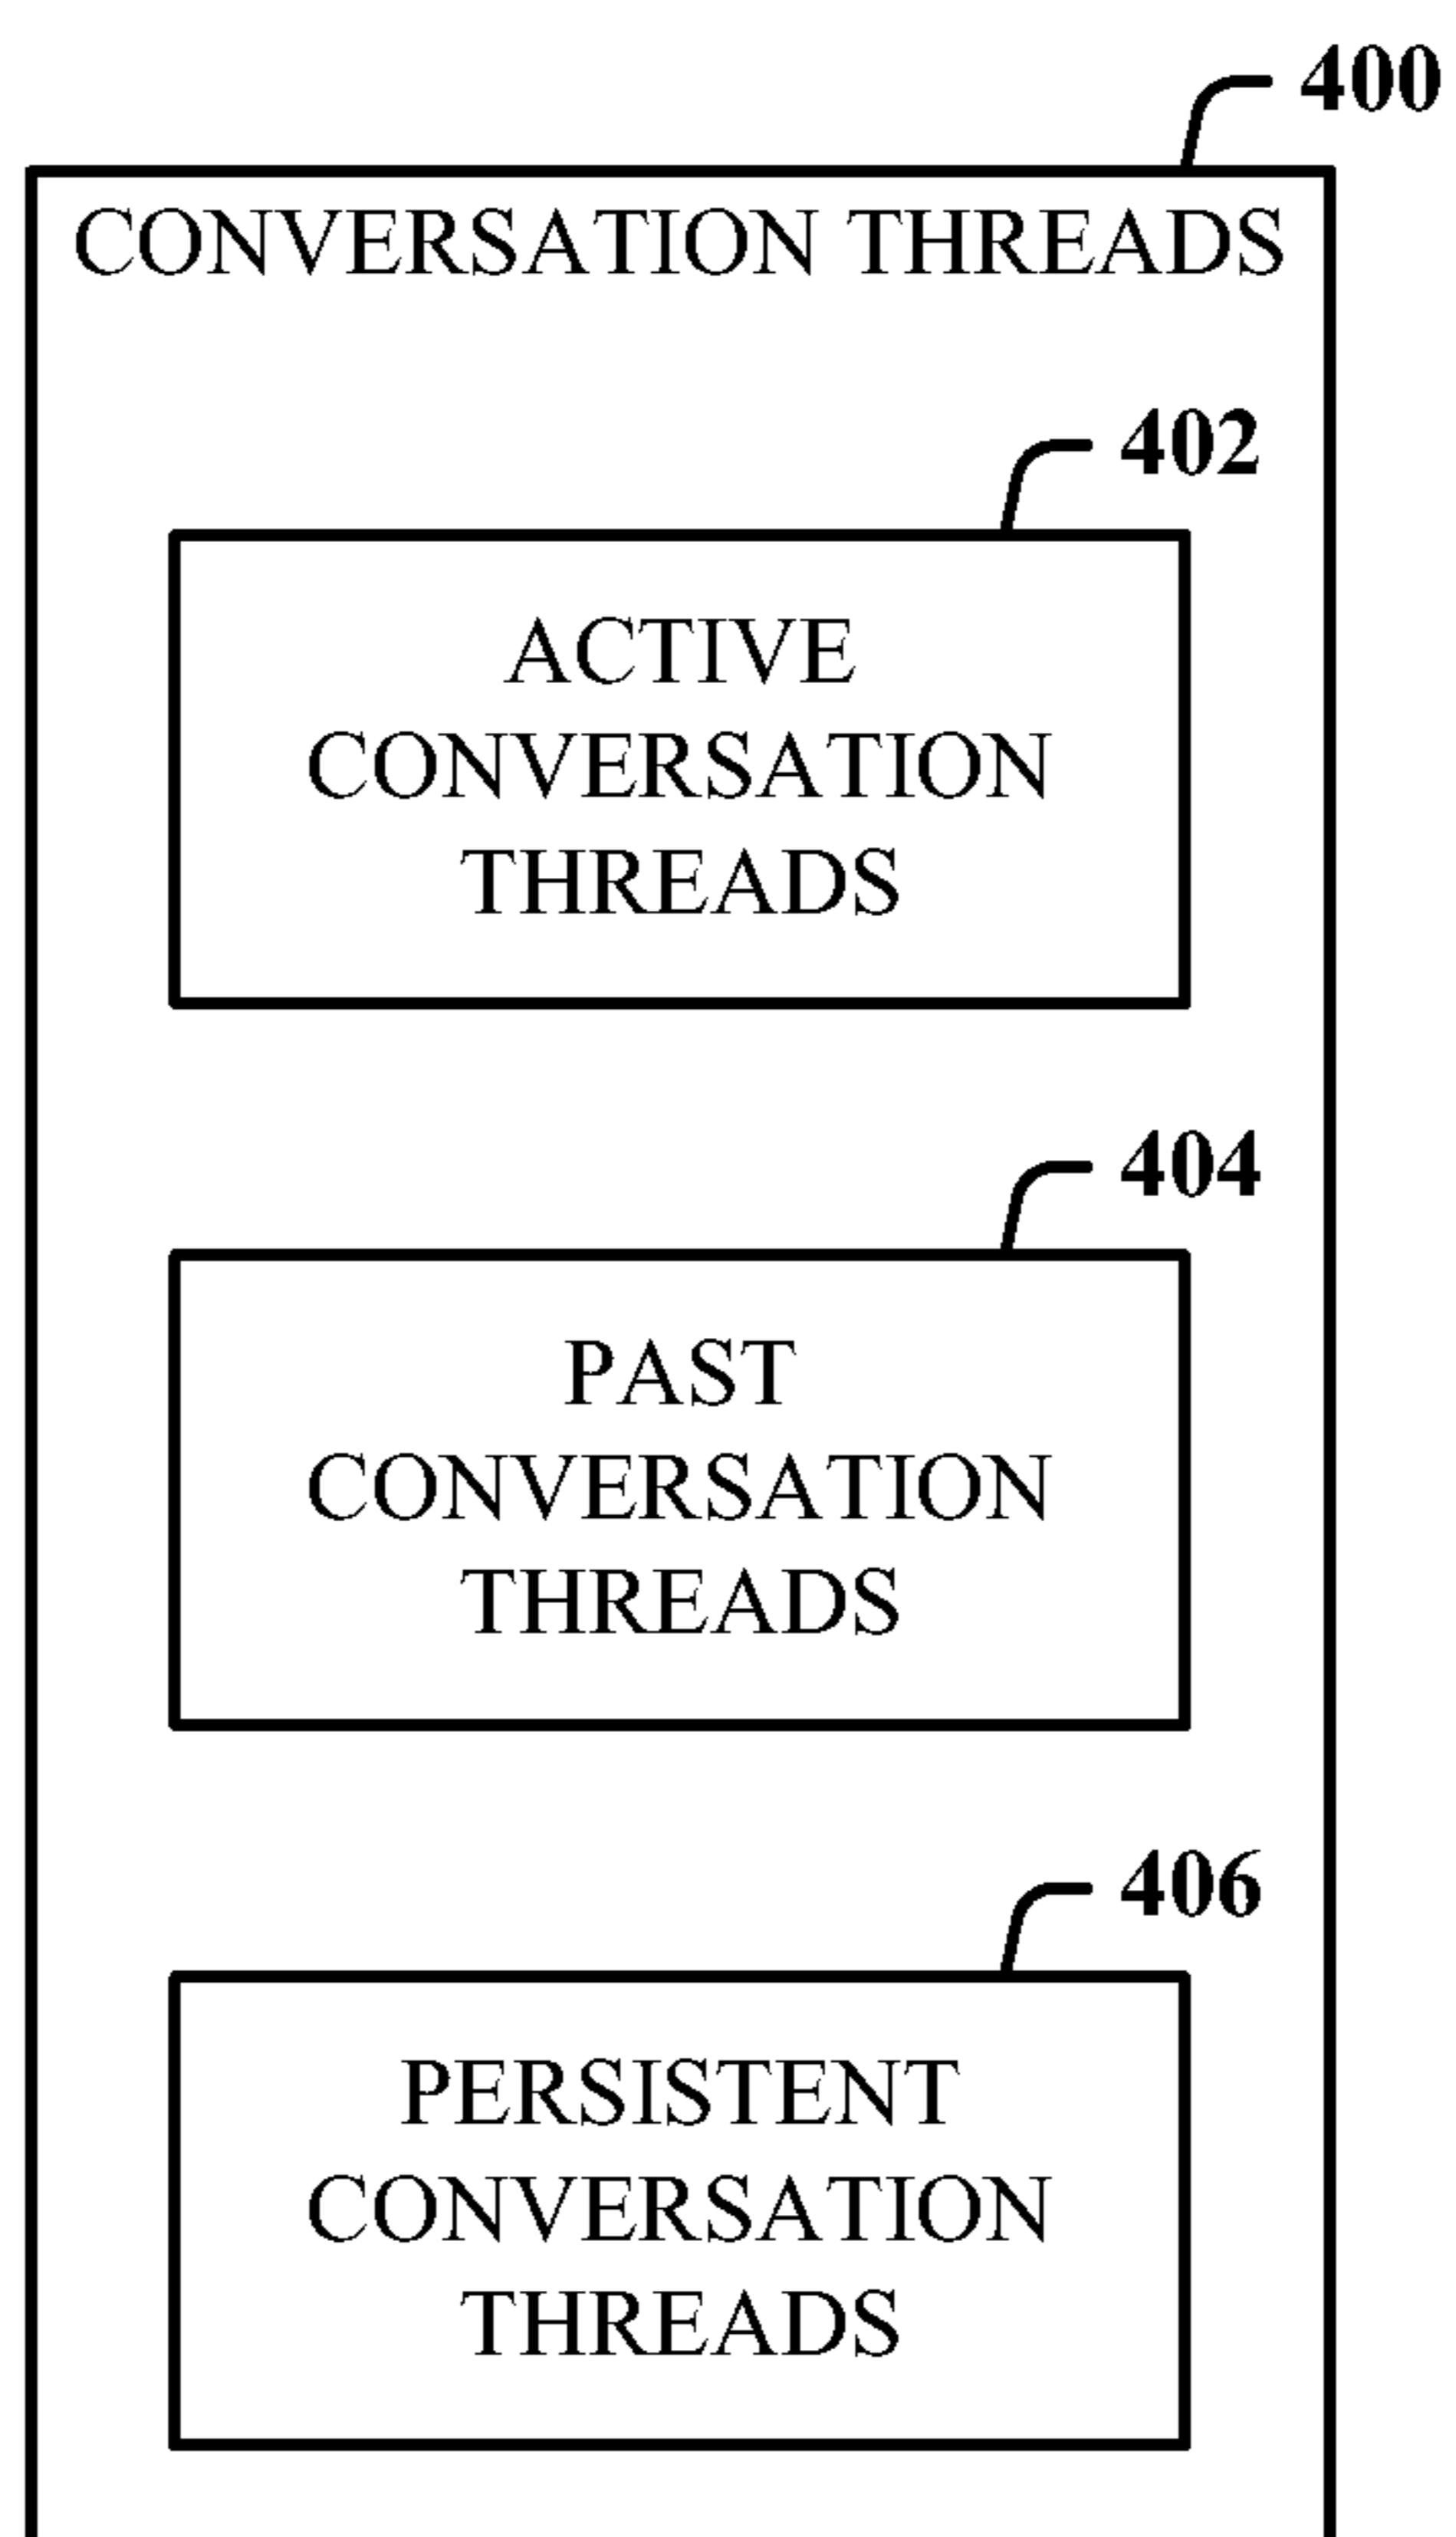 400
CONVERSATION THREADS
402
ACTIVE
CONVERSATION
THREADS
404
PAST
CONVERSATION
THREADS
406
PERSISTENT
CONVERSATION
THREADS